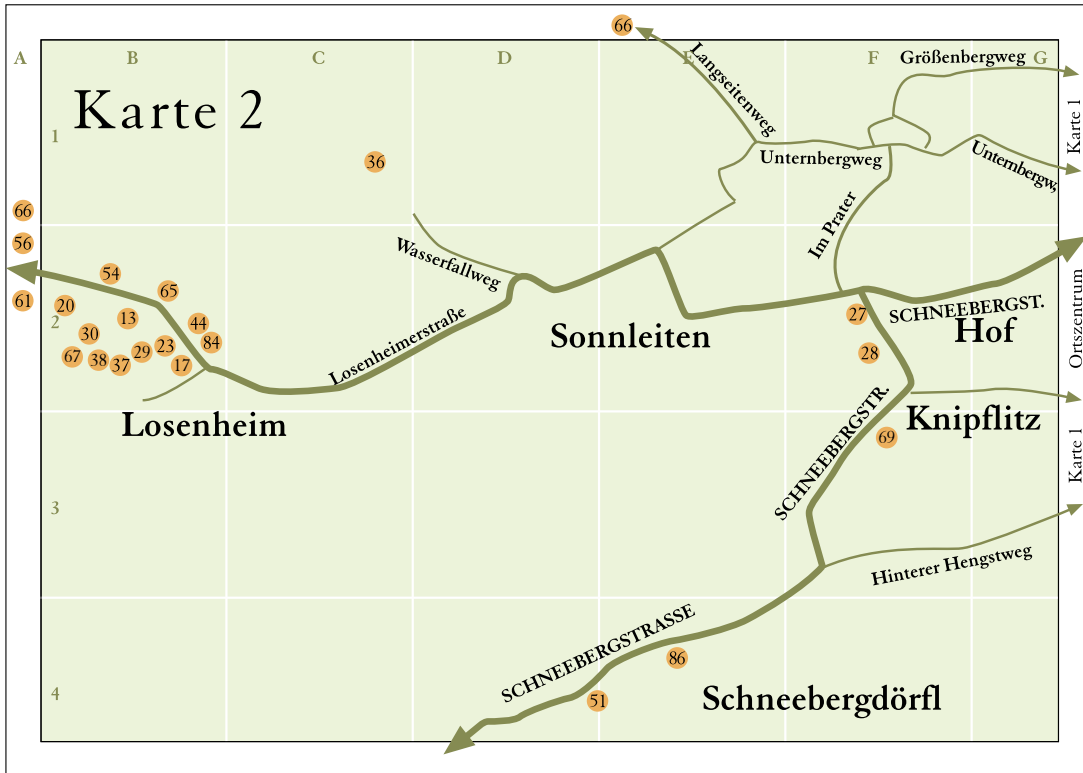 66
A
B
C
D
E
F
G
Größenbergweg
Langseitenweg
Karte 2
Karte 1
1
36
Unternbergweg
Unternbergw.
66
56
Im Prater
Wasserfallweg
54
65
61
20
13
44
27
SCHNEEBERGST.
Ortszentrum
2
30
84
Sonnleiten
Hof
67
38
37
29
23
17
28
Losenheimerstraße
Losenheim
SCHNEEBERGSTR.
Knipflitz
69
Karte 1
3
Hinterer Hengstweg
SCHNEEBERGSTRASSE
86
4
51
Schneebergdörfl